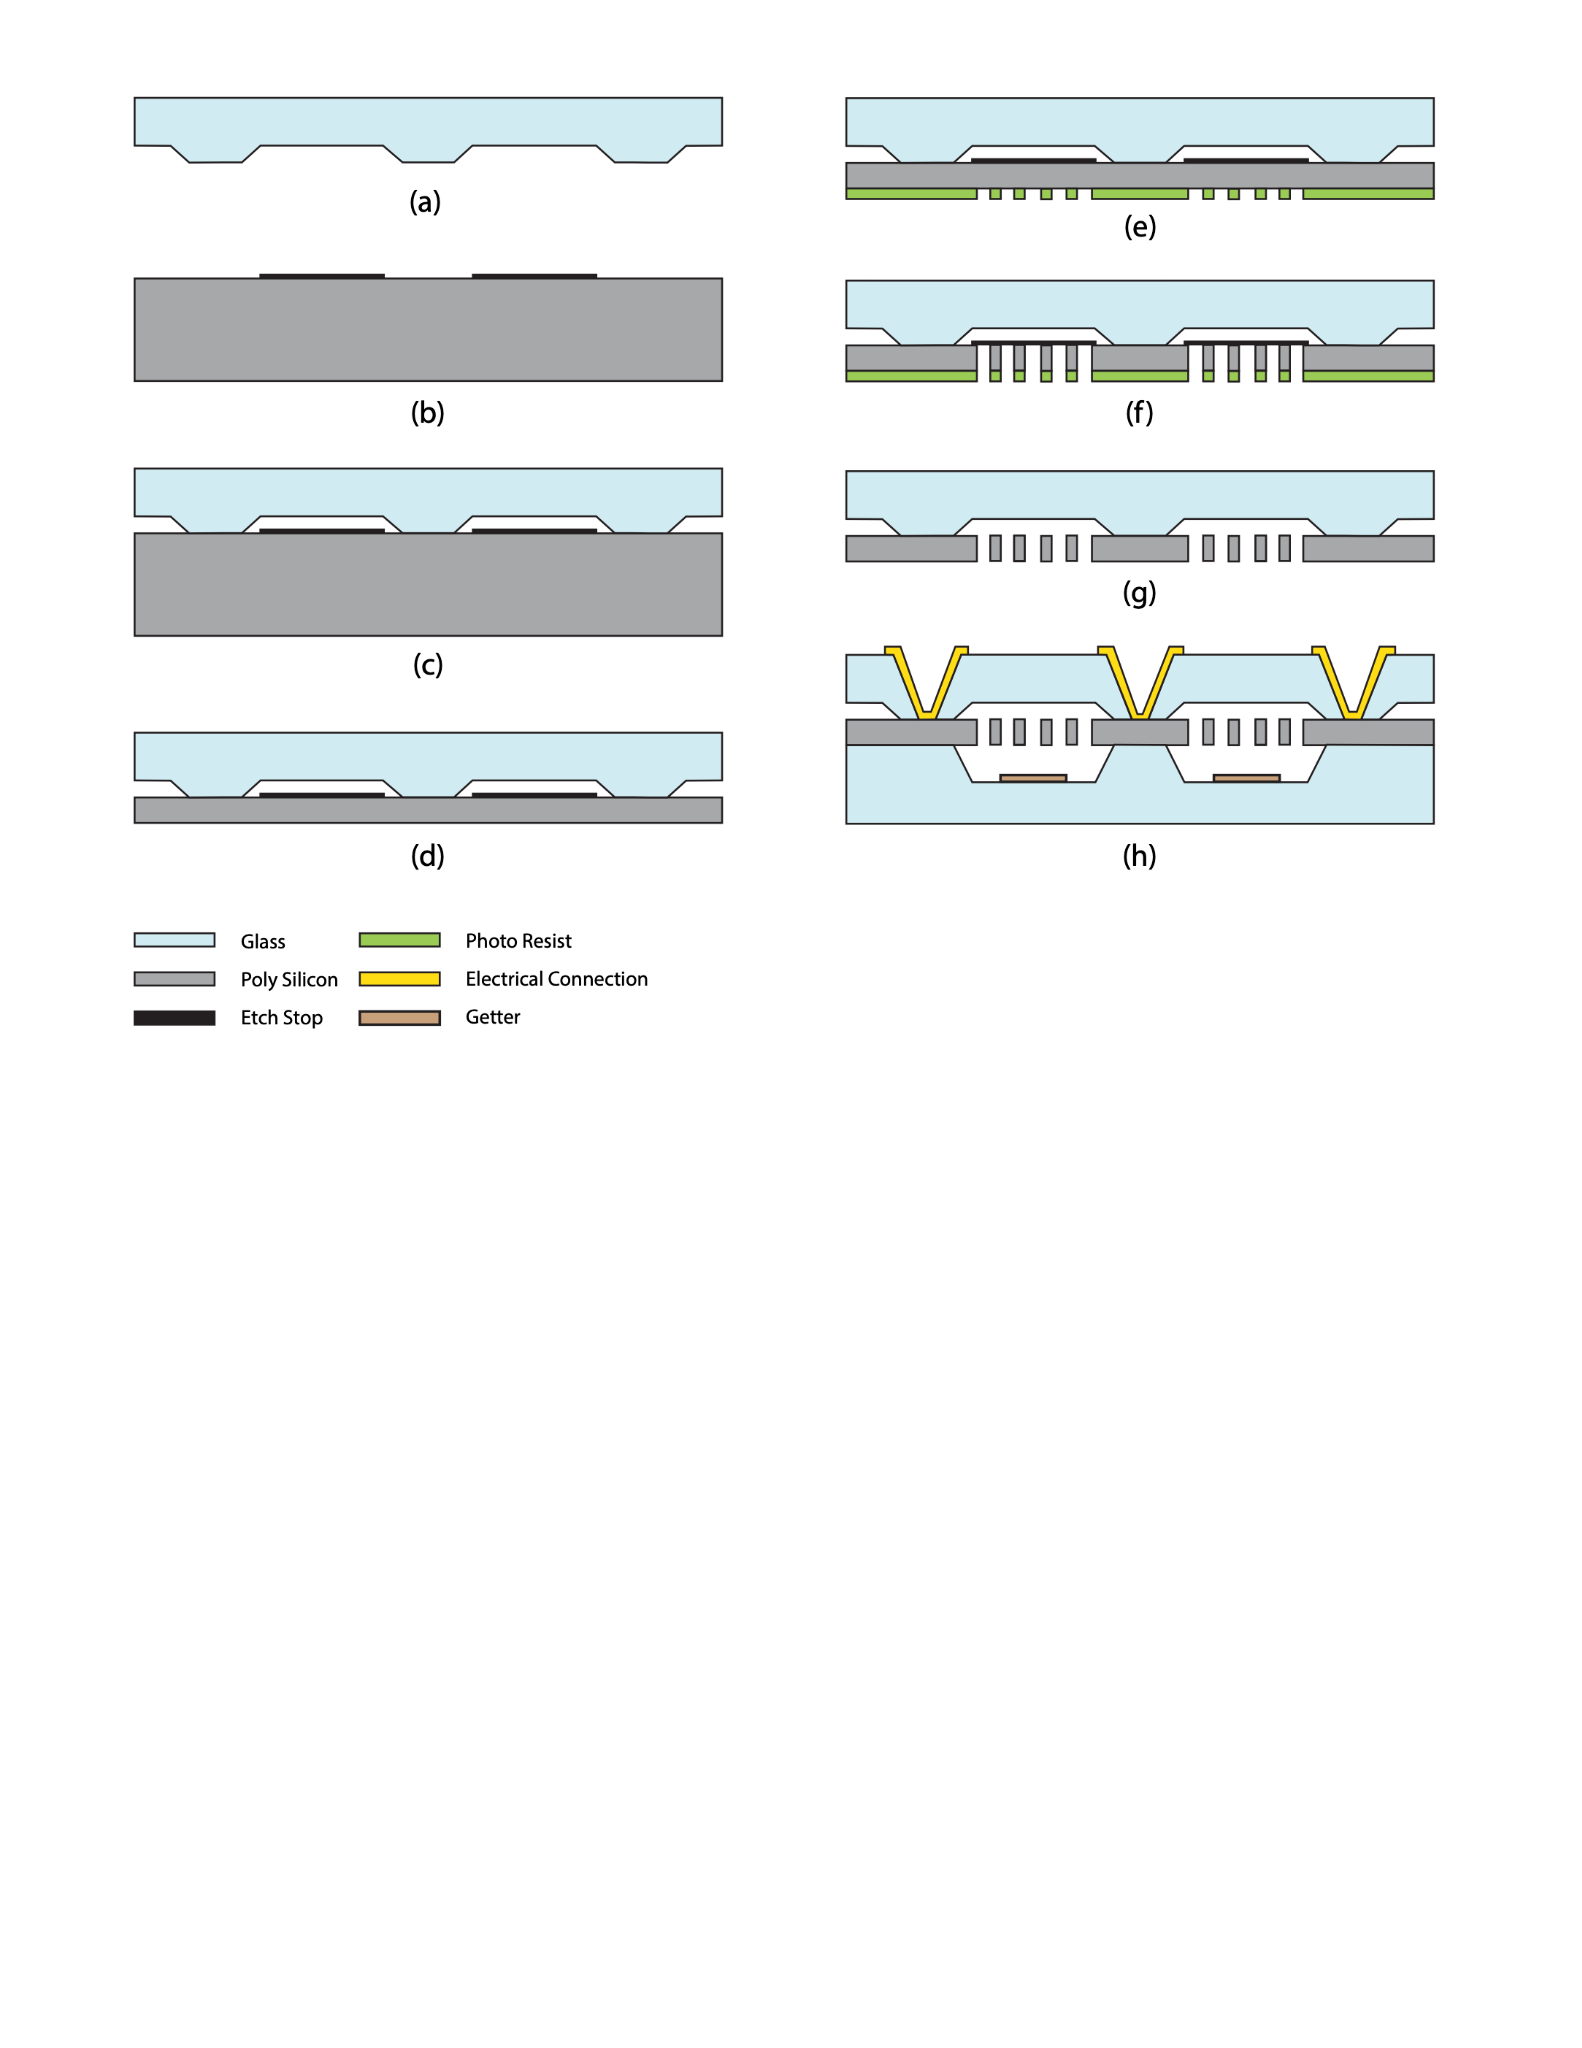 (a)
(b)
(c)
(d)
(e)
(f)
(g)
(h)
Glass
Poly Silicon
Etch Stop
Photo Resist
Electrical Connection
Getter